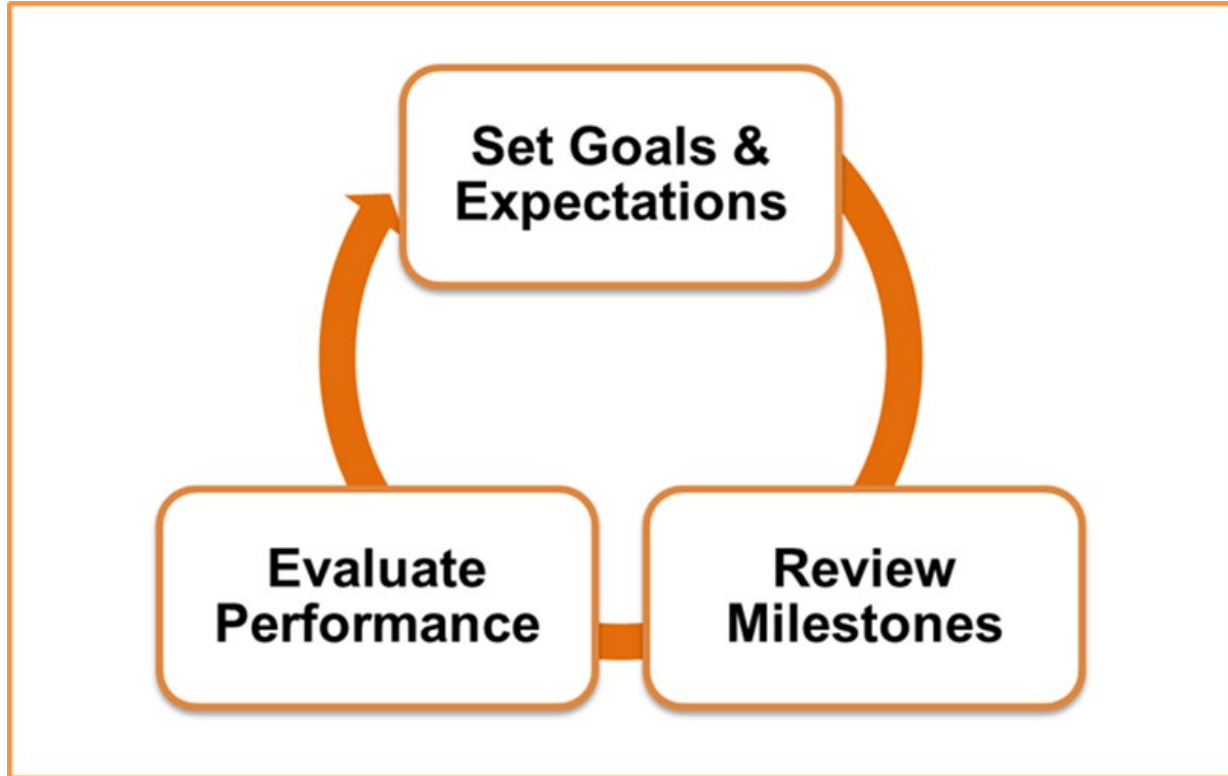 Set Goals &
Expectations
Review
Milestones
Evaluate
Performance